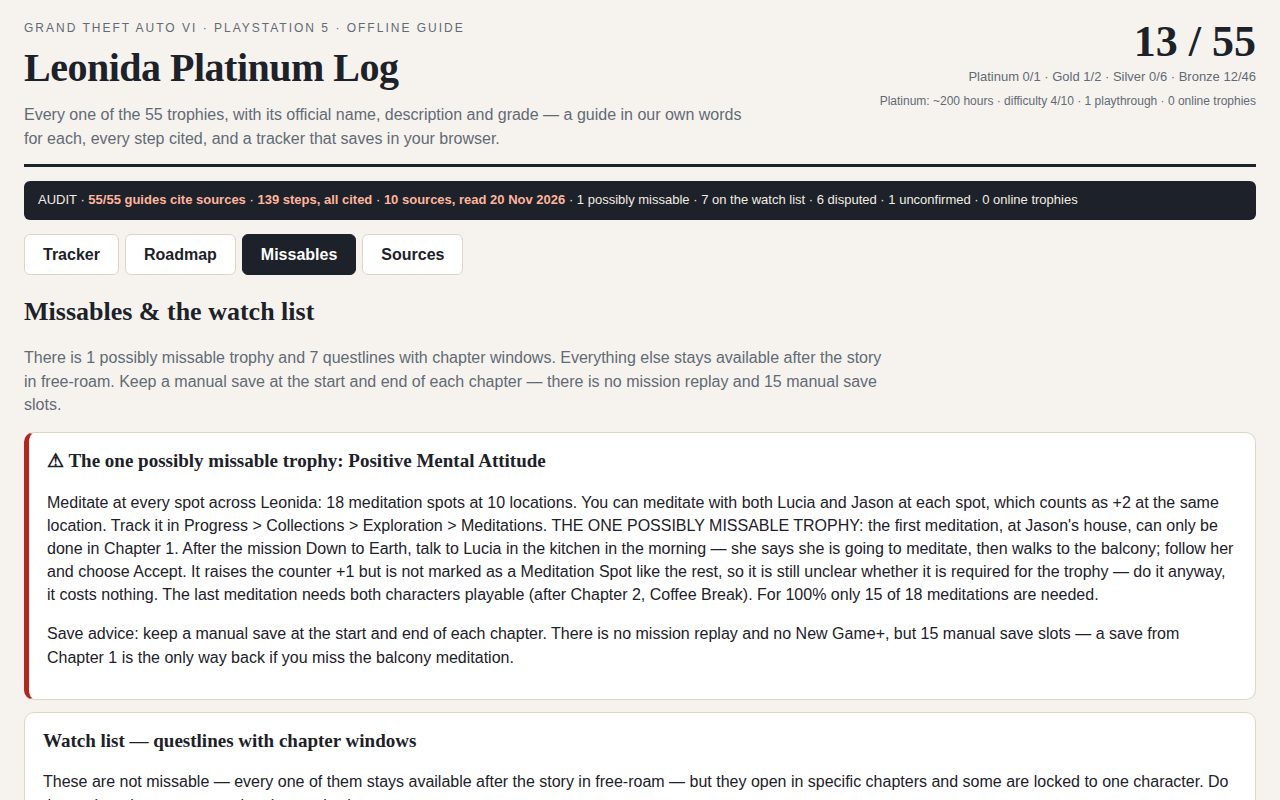 GRAND THEFT AUTO VI · PLAYSTATION 5 · OFFLINE GUIDE
Leonida Platinum Log
Every one of the 55 trophies, with its official name, description and grade — a guide in our own words
for each, every step cited, and a tracker that saves in your browser.
13 / 55
Platinum 0/1 · Gold 1/2 · Silver 0/6 · Bronze 12/46
Platinum: ~200 hours · difficulty 4/10 · 1 playthrough · 0 online trophies
AUDIT · 55/55 guides cite sources · 139 steps, all cited · 10 sources, read 20 Nov 2026 · 1 possibly missable · 7 on the watch list · 6 disputed · 1 unconfirmed · 0 online trophies
Tracker
Roadmap
Missables
Sources
Missables & the watch list
There is 1 possibly missable trophy and 7 questlines with chapter windows. Everything else stays available after the story
in free-roam. Keep a manual save at the start and end of each chapter — there is no mission replay and 15 manual save
slots.
⚠ The one possibly missable trophy: Positive Mental Attitude
Meditate at every spot across Leonida: 18 meditation spots at 10 locations. You can meditate with both Lucia and Jason at each spot, which counts as +2 at the same
location. Track it in Progress > Collections > Exploration > Meditations. THE ONE POSSIBLY MISSABLE TROPHY: the first meditation, at Jason's house, can only be
done in Chapter 1. After the mission Down to Earth, talk to Lucia in the kitchen in the morning — she says she is going to meditate, then walks to the balcony; follow her
and choose Accept. It raises the counter +1 but is not marked as a Meditation Spot like the rest, so it is still unclear whether it is required for the trophy — do it anyway,
it costs nothing. The last meditation needs both characters playable (after Chapter 2, Coffee Break). For 100% only 15 of 18 meditations are needed.
Save advice: keep a manual save at the start and end of each chapter. There is no mission replay and no New Game+, but 15 manual save slots — a save from
Chapter 1 is the only way back if you miss the balcony meditation.
Watch list — questlines with chapter windows
These are not missable — every one of them stays available after the story in free-roam — but they open in specific chapters and some are locked to one character. Do